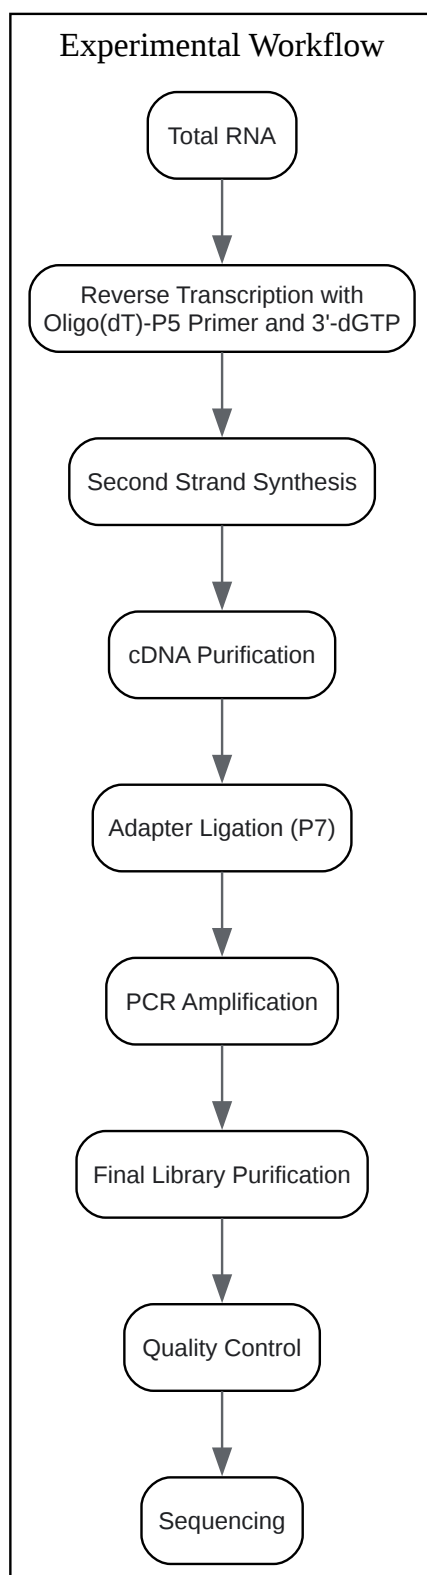 Experimental Workflow
Total RNA
Reverse Transcription with
Oligo(dT)-P5 Primer and 3'-dGTP
Second Strand Synthesis
cDNA Purification
Adapter Ligation (P7)
PCR Amplification
Final Library Purification
Quality Control
Sequencing